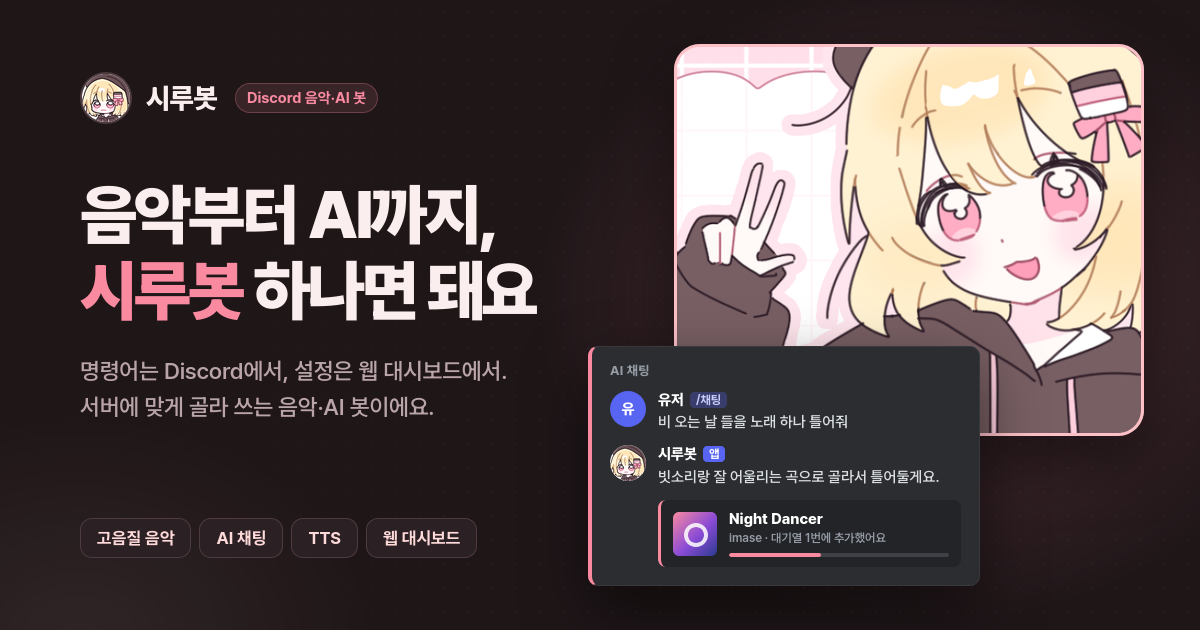 시루봇
Discord 음악·AI 봇
음악부터 AI까지,
시루봇 하나면 돼요
명령어는 Discord에서, 설정은 웹 대시보드에서.
서버에 맞게 골라 쓰는 음악·AI 봇이에요.
고음질 음악
AI 채팅
TTS
웹 대시보드
AI 채팅
유
유저 /채팅
비 오는 날 들을 노래 하나 틀어줘
시루봇 앱
빗소리랑 잘 어울리는 곡으로 골라서 틀어둘게요.
Night Dancer
imase · 대기열 1번에 추가했어요